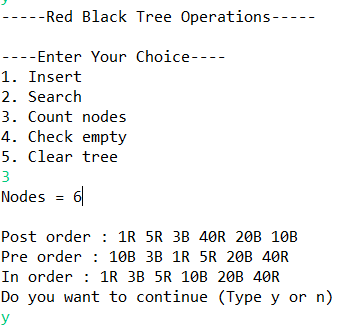 y
-----Red Black Tree Operations-----
----Enter Your Choice----
1. Insert
2. Search
3. Count nodes
4. Check empty
5. Clear tree
3
Nodes = 6
Post order : 1R 5R 3B 40R 20B 10B
Pre order : 10B 3B 1R 5R 20B 40R
In order : 1R 3B 5R 10B 20B 40R
Do you want to continue (Type y or n)
y